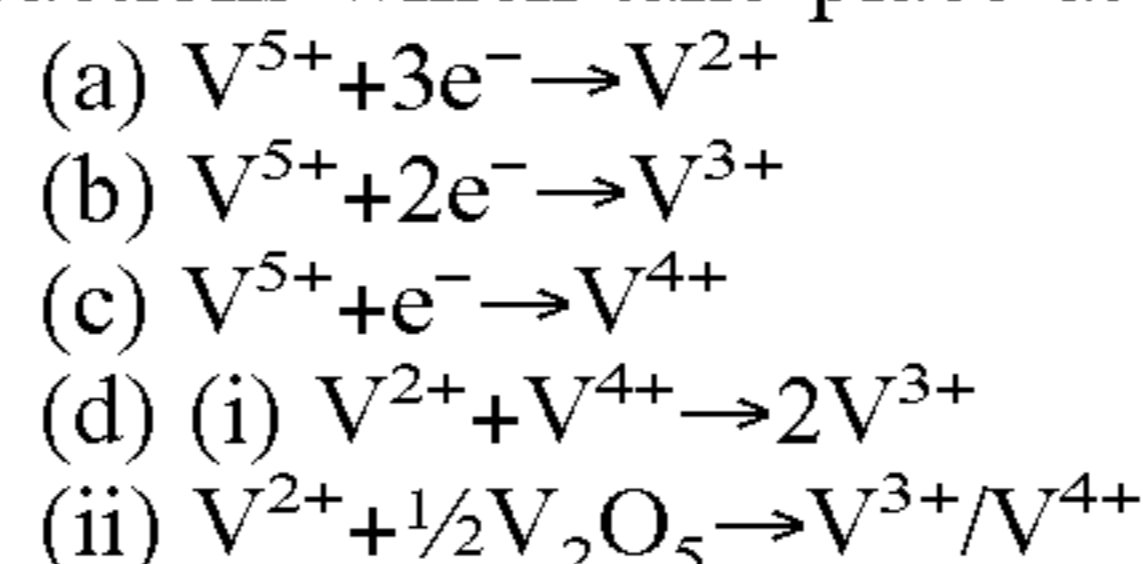 (a) V⁵⁺+3e⁻→V²⁺
(b) V⁵⁺+2e⁻→V³⁺
(c) V⁵⁺+e⁻→V⁴⁺
(d) (i) V²⁺+V⁴⁺→2V³⁺
(ii) V²⁺+½V₂O₅→V³⁺/V⁴⁺